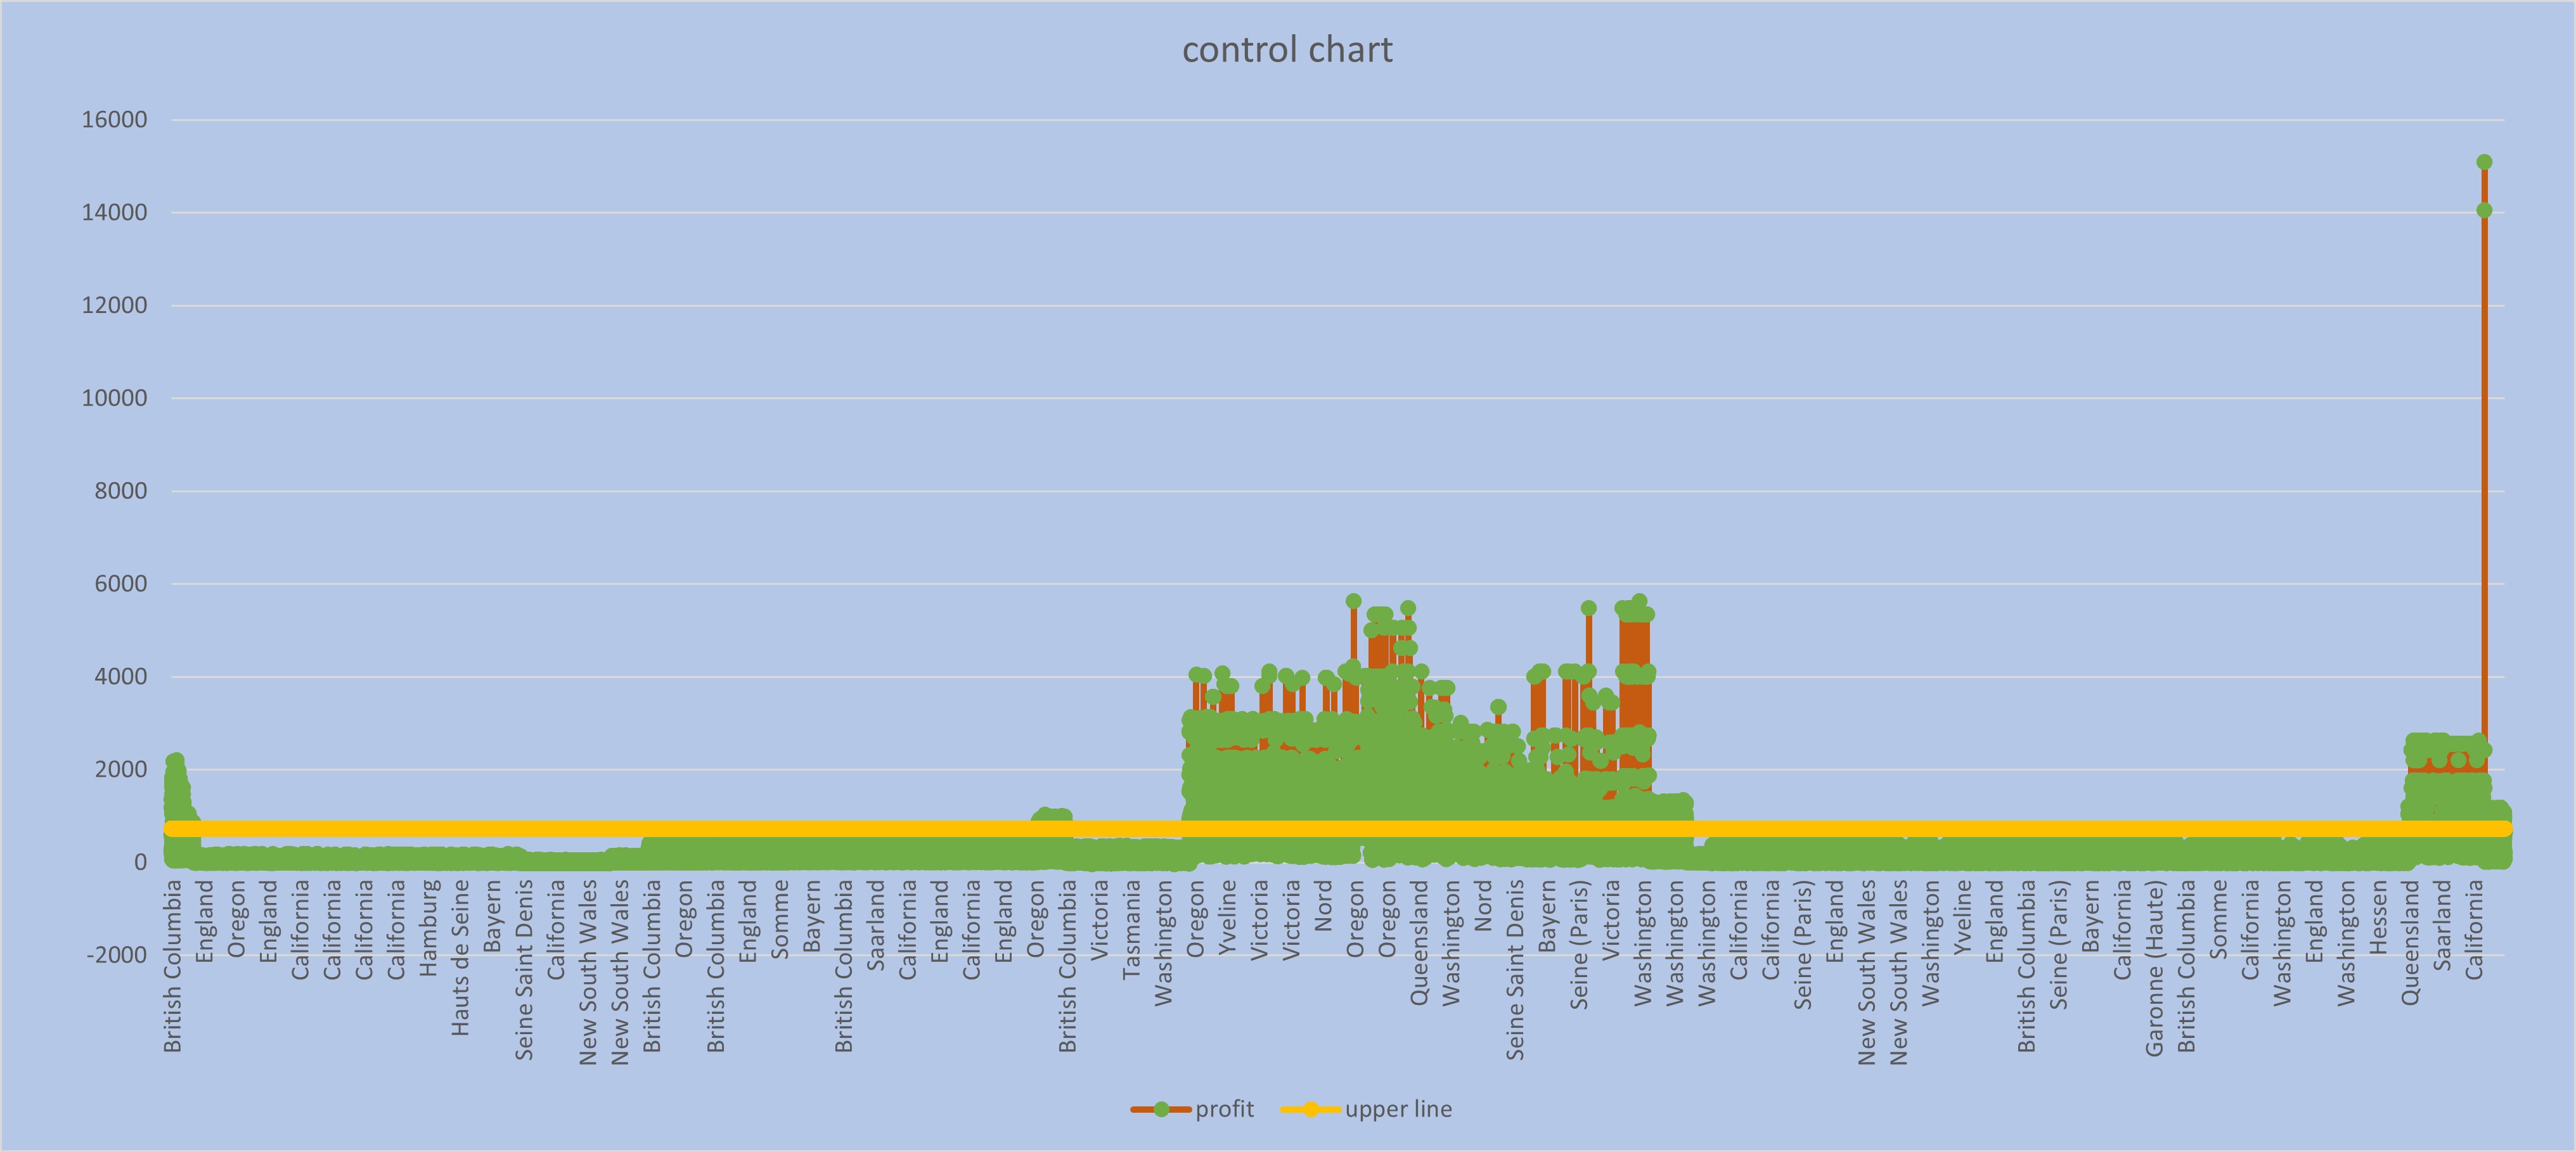 control chart
16000
14000
12000
10000
8000
6000
4000
2000
0
-2000
British Columbia
England
Oregon
England
California
California
California
California
Hamburg
Hauts de Seine
Bayern
Seine Saint Denis
California
New South Wales
New South Wales
British Columbia
Oregon
British Columbia
England
Somme
Bayern
British Columbia
Saarland
California
England
California
England
Oregon
British Columbia
Victoria
Tasmania
Washington
Oregon
Yveline
Victoria
Victoria
Nord
Oregon
Oregon
Queensland
Washington
Nord
Seine Saint Denis
Bayern
Seine (Paris)
Victoria
Washington
Washington
Washington
California
California
Seine (Paris)
England
New South Wales
New South Wales
Washington
Yveline
England
British Columbia
Seine (Paris)
Bayern
California
Garonne (Haute)
British Columbia
Somme
California
Washington
England
Washington
Hessen
Queensland
Saarland
California
profit
upper line